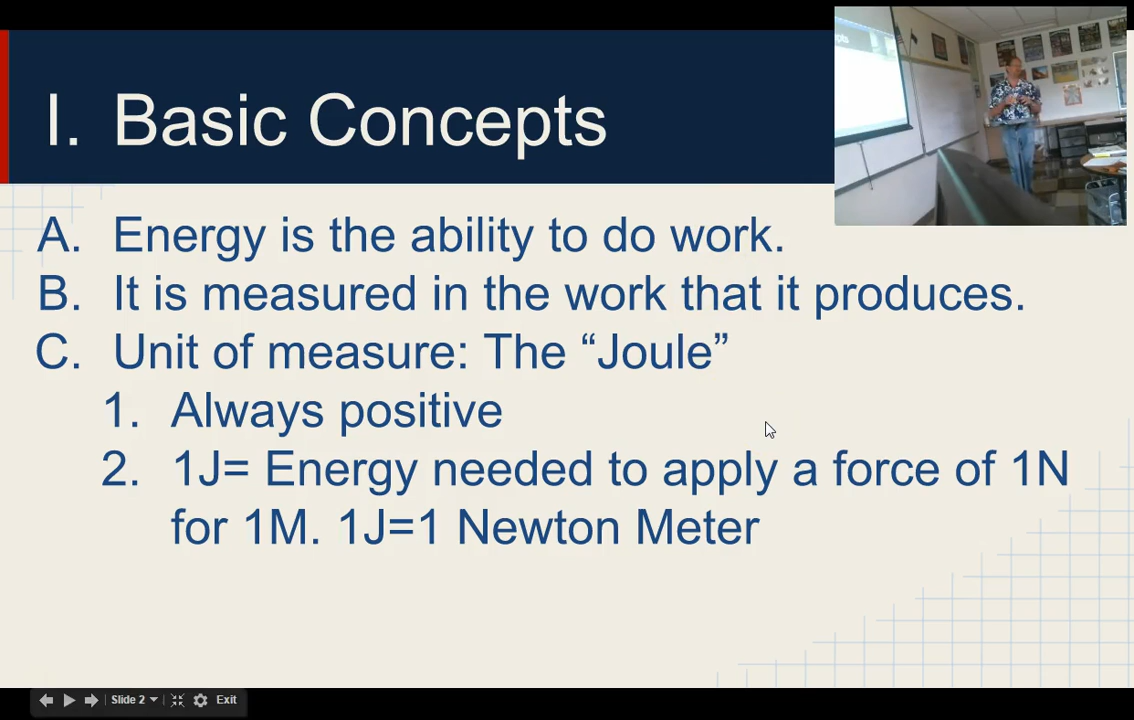 I. Basic Concepts
A. Energy is the ability to do work.
B. It is measured in the work that it produces.
C. Unit of measure: The “Joule”
1. Always positive
2. 1J= Energy needed to apply a force of 1N
for 1M. 1J=1 Newton Meter
Slide 2
Exit